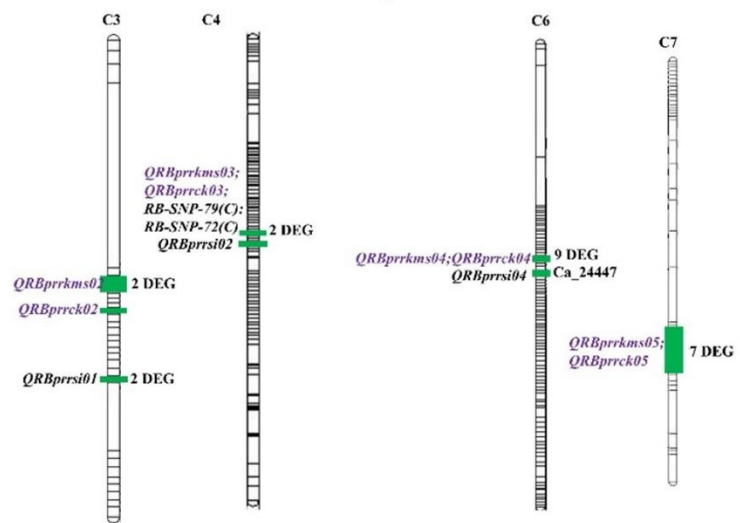 C3
QRBprrkms02 2 DEG
QRBprrck02
QRBprrsi01 2 DEG
C4
QRBprrkms03;
QRBprrck03;
RB-SNP-79(C):
RB-SNP-72(C) 2 DEG
QRBprrsi02
C6
QRBprrkms04;QRBprrck04 9 DEG
QRBprrsi04 Ca_24447
C7
QRBprrkms05;
QRBprrck05
7 DEG